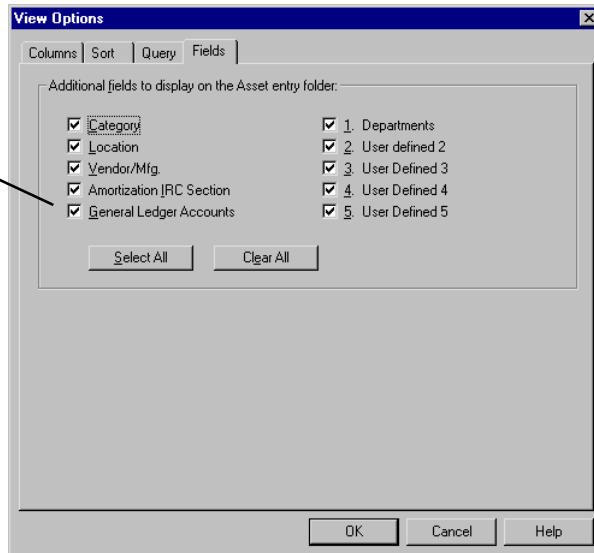 View Options
Columns Sort Query Fields
Additional fields to display on the Asset entry folder:
Category
Location
Vendor/Mfg.
Amortization IRC Section
General Ledger Accounts
1. Departments
2. User defined 2
3. User Defined 3
4. User Defined 4
5. User Defined 5
Select All Clear All
OK Cancel Help